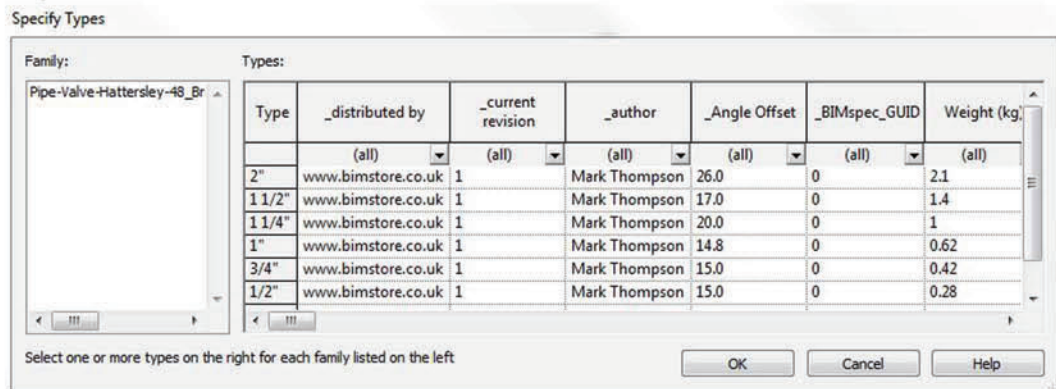 Specify Types
Family: Types:
Pipe-Valve-Hattersley-48_Br
Type _distributed by _current revision _author _Angle Offset _BIMspec_GUID Weight (kg)
(all) (all) (all) (all) (all) (all)
2" www.bimstore.co.uk 1 Mark Thompson 26.0 0 2.1
1 1/2" www.bimstore.co.uk 1 Mark Thompson 17.0 0 1.4
1 1/4" www.bimstore.co.uk 1 Mark Thompson 20.0 0 1
1" www.bimstore.co.uk 1 Mark Thompson 14.8 0 0.62
3/4" www.bimstore.co.uk 1 Mark Thompson 15.0 0 0.42
1/2" www.bimstore.co.uk 1 Mark Thompson 15.0 0 0.28
Select one or more types on the right for each family listed on the left
OK Cancel Help